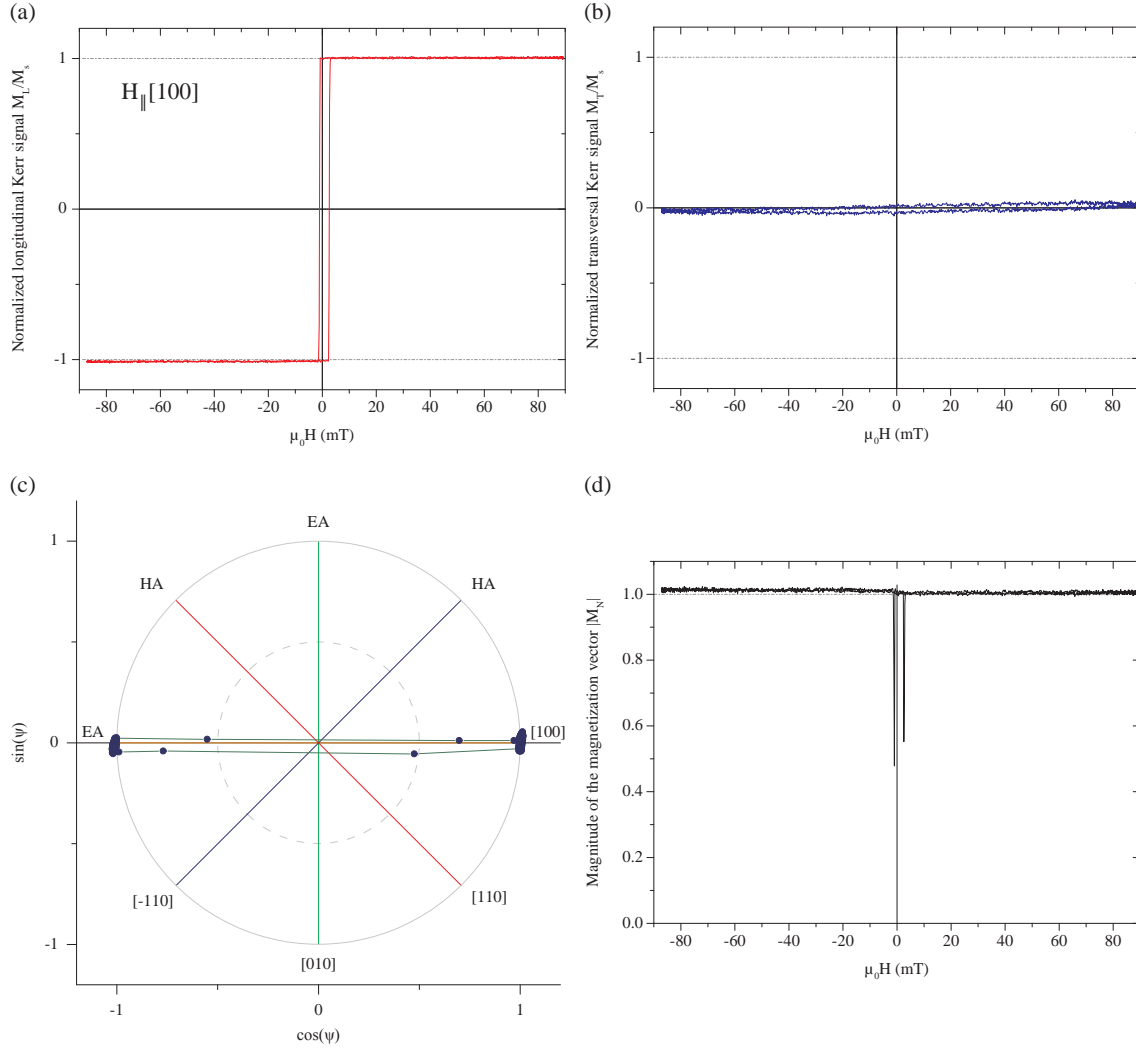 (a)
Normalized longitudinal Kerr signal M_L/M_s
1
0
-1
H_∥[100]
-80 -60 -40 -20 0 20 40 60 80
μ_0H (mT)
(b)
Normalized transversal Kerr signal M_T/M_s
1
0
-1
-80 -60 -40 -20 0 20 40 60 80
μ_0H (mT)
(c)
sin(ψ)
1
0
-1
EA
HA
HA
EA
[100]
[-110]
[110]
[010]
-1 0 1
cos(ψ)
(d)
Magnitude of the magnetization vector |M_N|
1.0
0.8
0.6
0.4
0.2
0.0
-80 -60 -40 -20 0 20 40 60 80
μ_0H (mT)